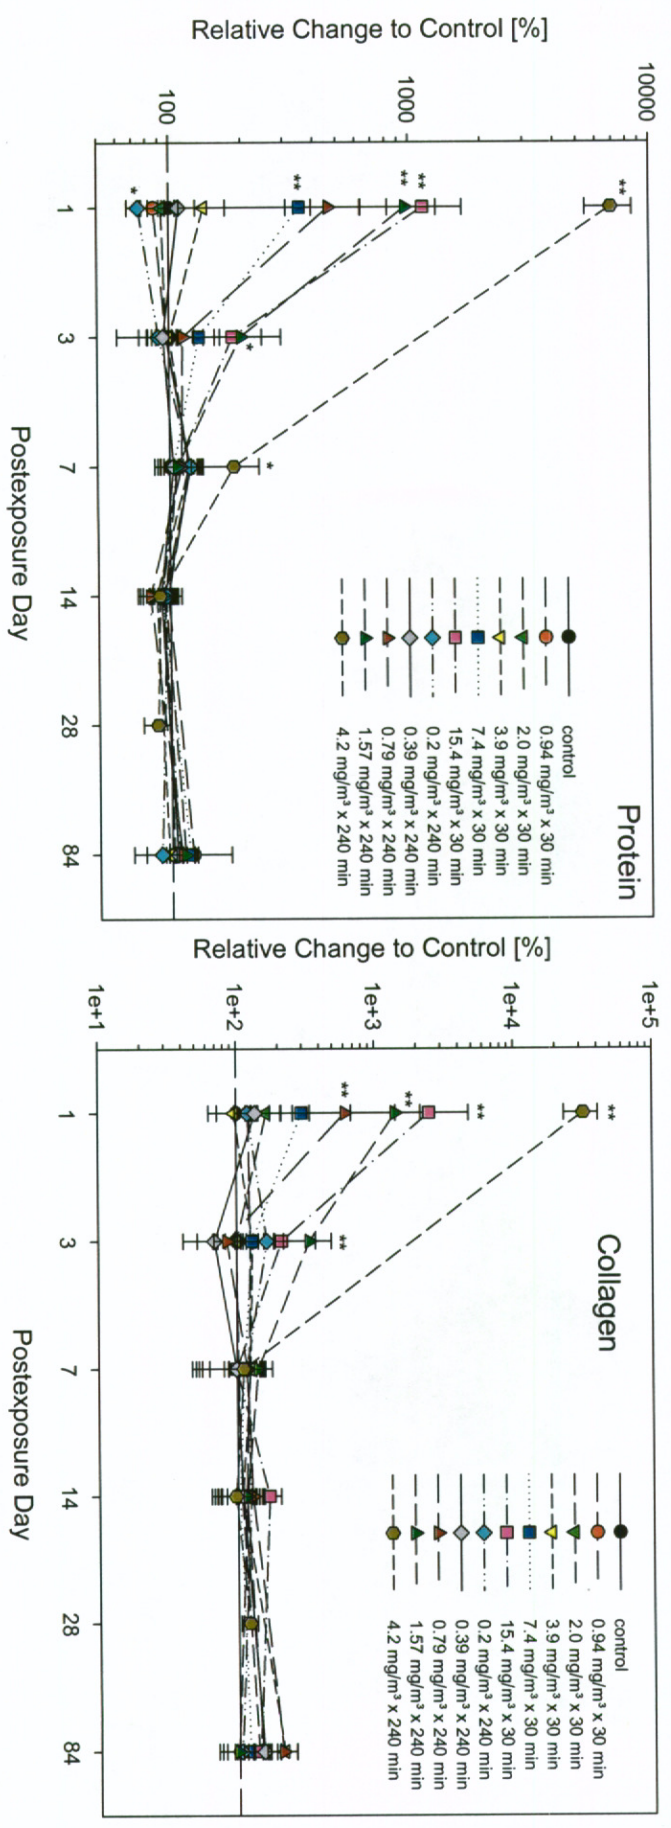 Protein
Relative Change to Control [%]
10000
1000
100
**
**
**
**
*
*
*
control
0.94 mg/m³ x 30 min
2.0 mg/m³ x 30 min
3.9 mg/m³ x 30 min
7.4 mg/m³ x 30 min
15.4 mg/m³ x 30 min
0.2 mg/m³ x 240 min
0.39 mg/m³ x 240 min
0.79 mg/m³ x 240 min
1.57 mg/m³ x 240 min
4.2 mg/m³ x 240 min
1 3 7 14 28 84
Postexposure Day
Collagen
Relative Change to Control [%]
1e+5
1e+4
1e+3
1e+2
1e+1
**
**
**
**
**
control
0.94 mg/m³ x 30 min
2.0 mg/m³ x 30 min
3.9 mg/m³ x 30 min
7.4 mg/m³ x 30 min
15.4 mg/m³ x 30 min
0.2 mg/m³ x 240 min
0.39 mg/m³ x 240 min
0.79 mg/m³ x 240 min
1.57 mg/m³ x 240 min
4.2 mg/m³ x 240 min
1 3 7 14 28 84
Postexposure Day